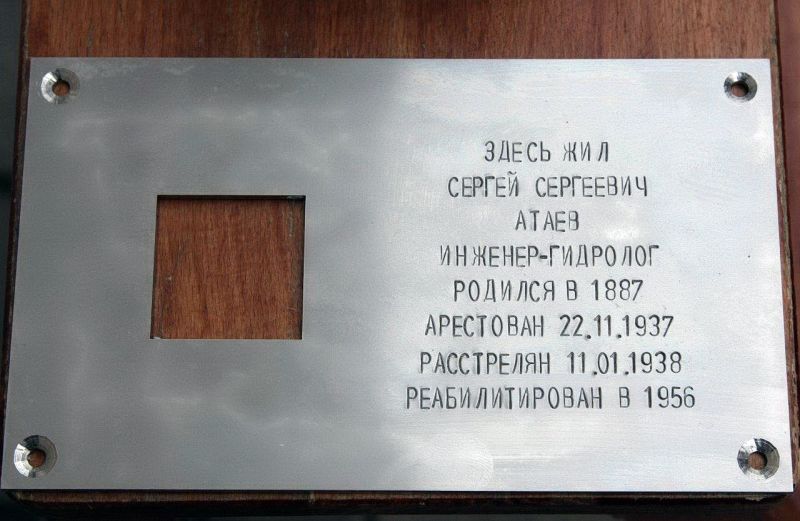 ЗДЕСЬ ЖИЛ
СЕРГЕЙ СЕРГЕЕВИЧ
АТАЕВ
ИНЖЕНЕР-ГИДРОЛОГ
РОДИЛСЯ В 1887
АРЕСТОВАН 22.11.1937
РАССТРЕЛЯН 11.01.1938
РЕАБИЛИТИРОВАН В 1956